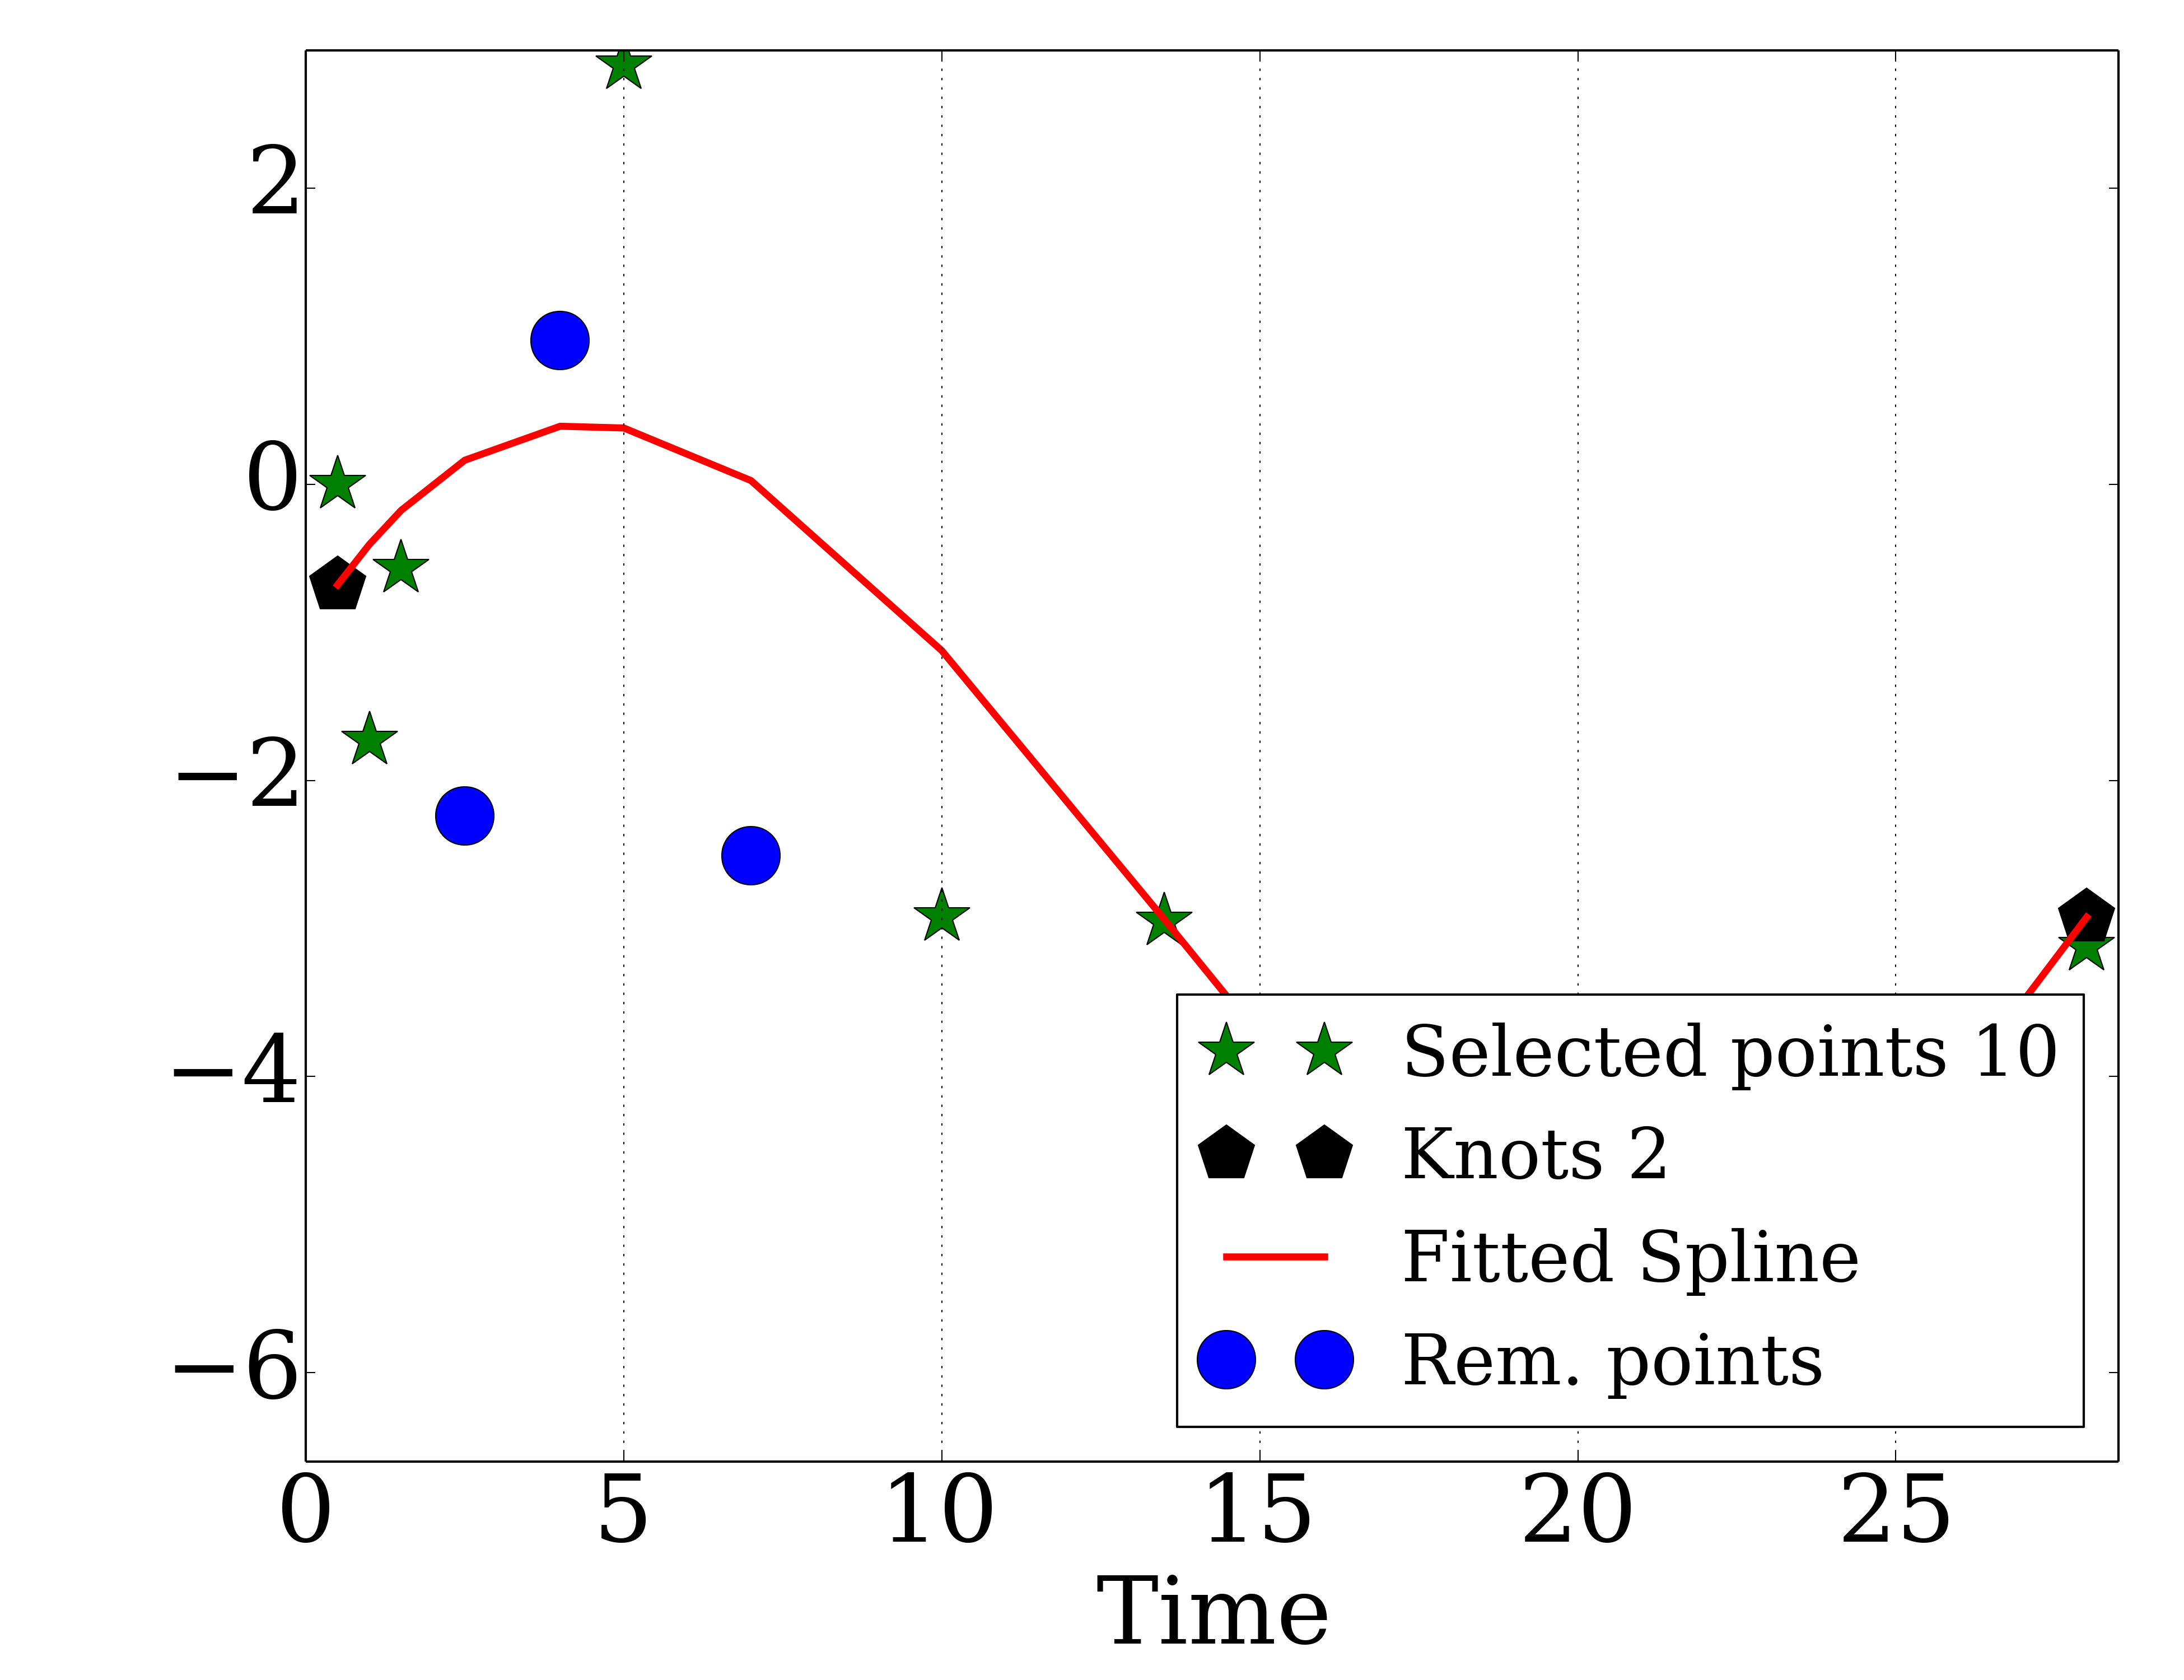 2
0
−2
−4
−6
Selected points 10
Knots 2
Fitted Spline
Rem. points
0 5 10 15 20 25
Time